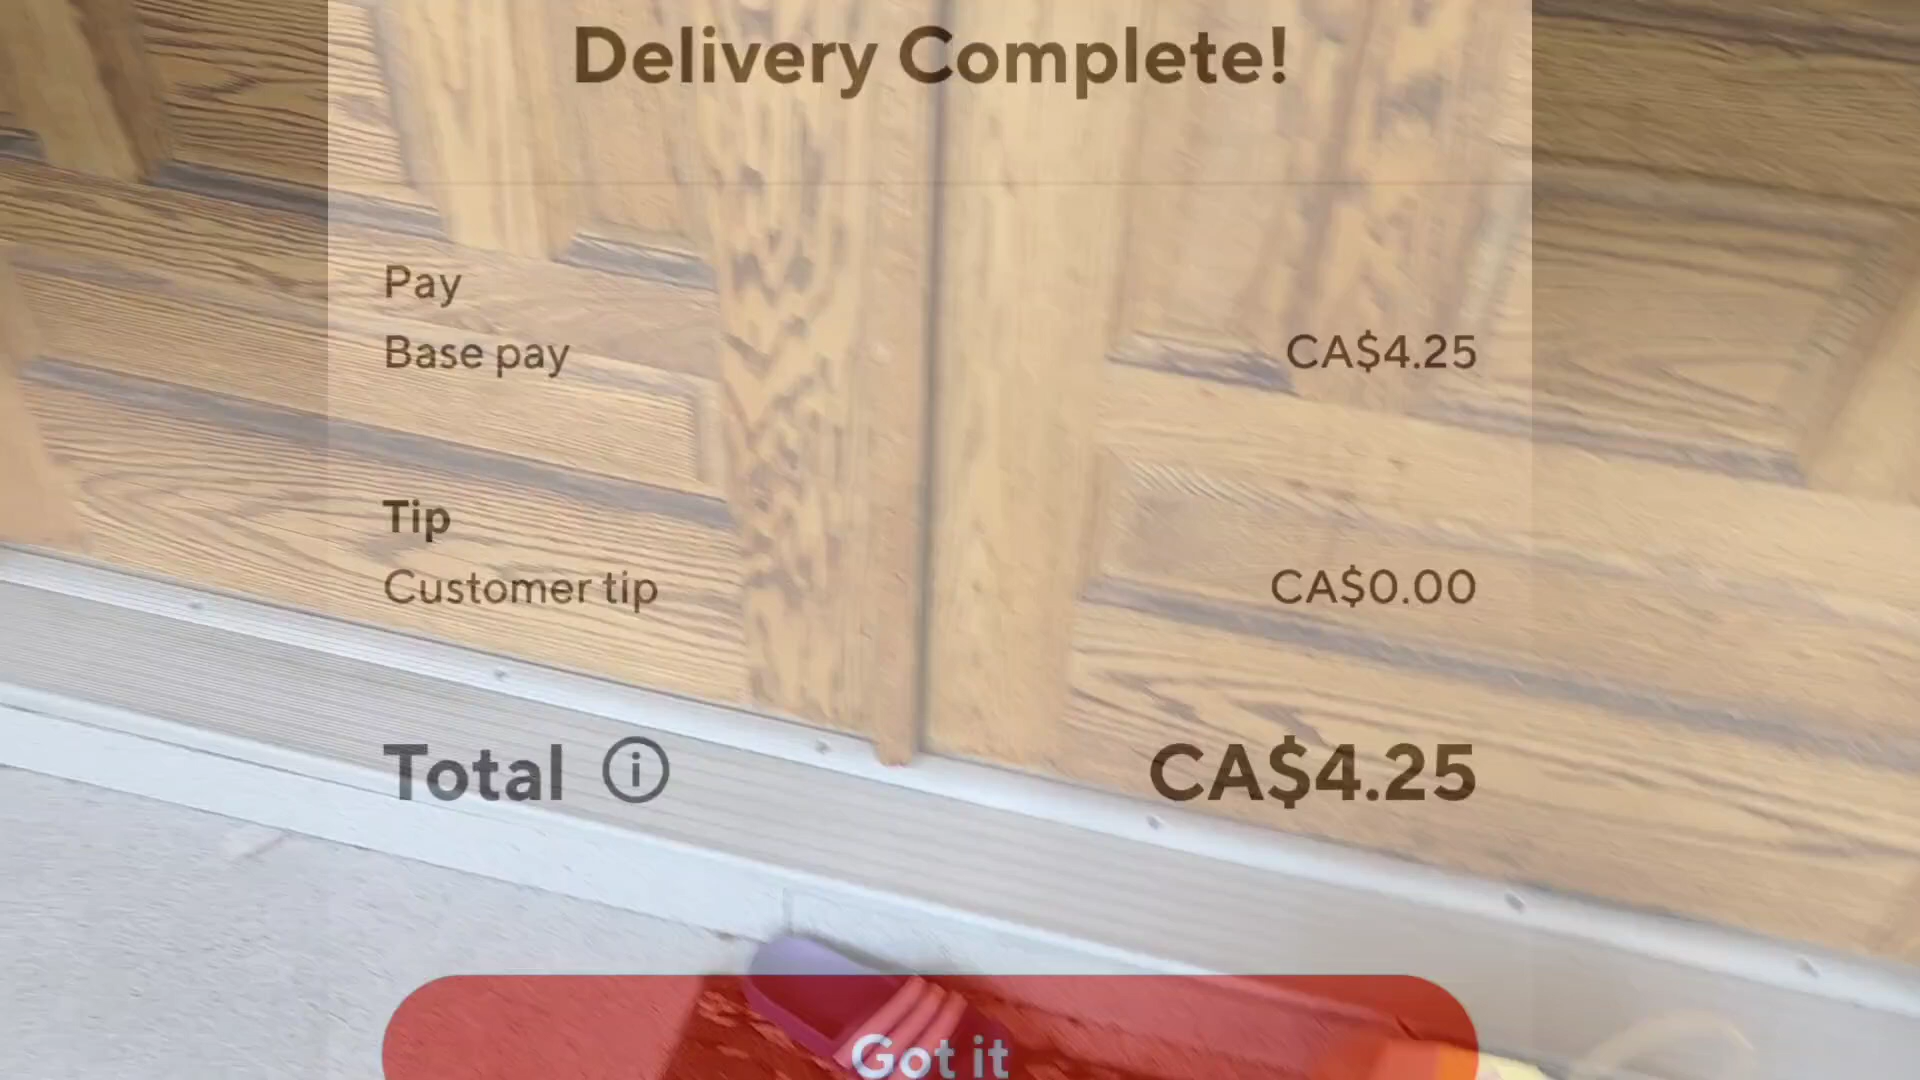 Delivery Complete!
Pay
Base pay CA$4.25
Tip
Customer tip CA$0.00
Total CA$4.25
Got it